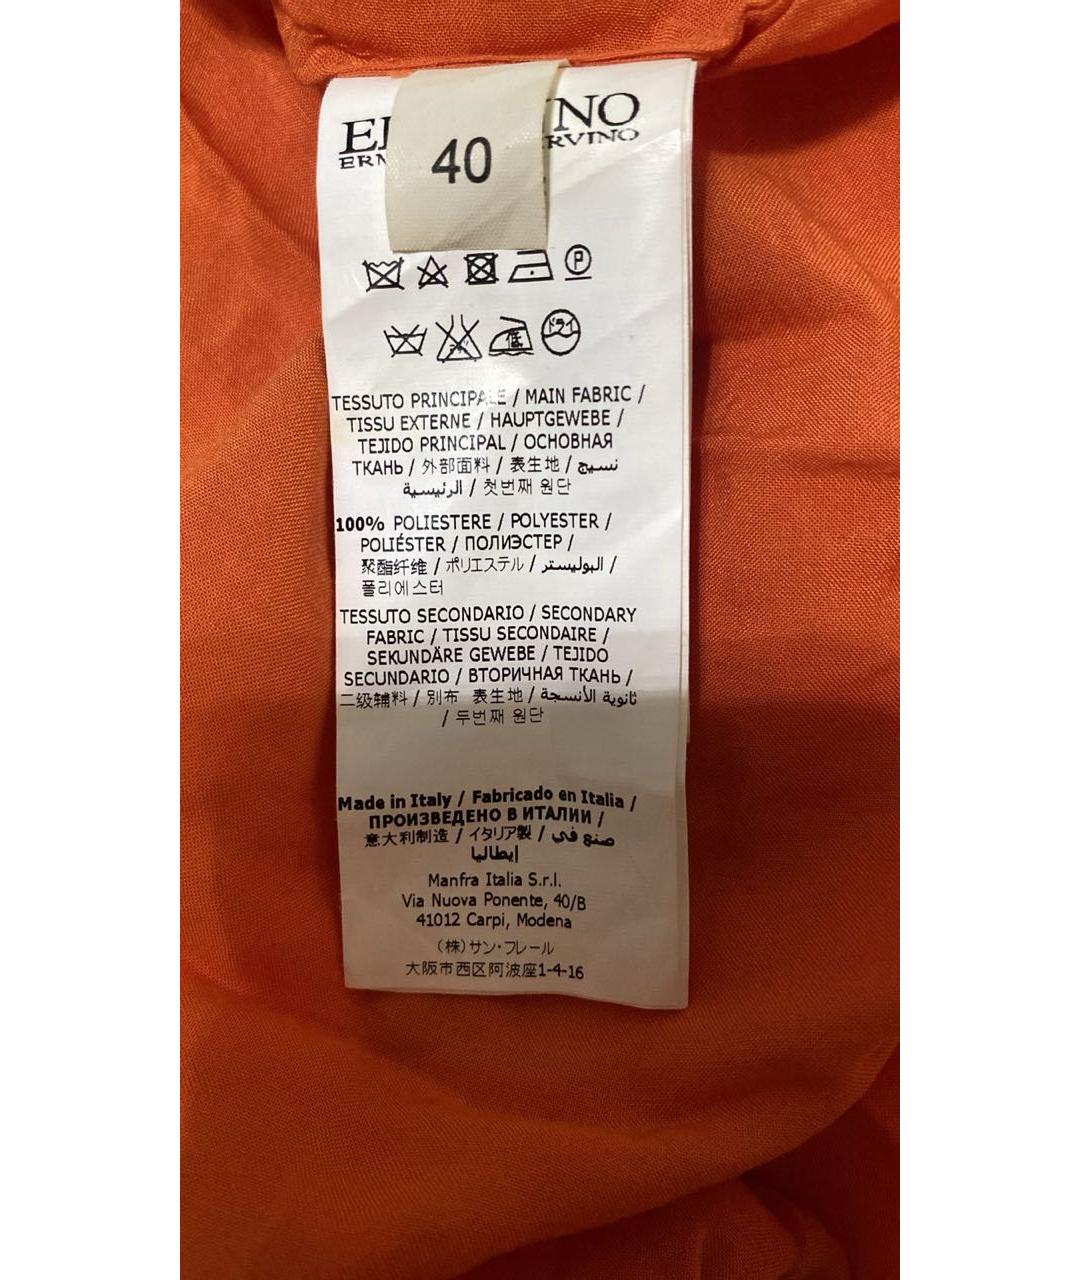 40
TESSUTO PRINCIPALE / MAIN FABRIC /
TISSU EXTERNE / HAUPTGEWEBE /
TEJIDO PRINCIPAL / ОСНОВНАЯ
ТКАНЬ / 外部面料 / 表生地 / نسيج
الرئيسية / 첫번째 원단
100% POLIESTERE / POLYESTER /
POLIÉSTER / ПОЛИЭСТЕР /
聚酯纤维 / ポリエステル / البوليستر /
폴리에스터
TESSUTO SECONDARIO / SECONDARY
FABRIC / TISSU SECONDAIRE /
SEKUNDÄRE GEWEBE / TEJIDO
SECUNDARIO / ВТОРИЧНАЯ ТКАНЬ /
二级辅料 / 別布 表生地 / ثانوية الأنسجة
/ 두번째 원단
Made in Italy / Fabricado en Italia /
ПРОИЗВЕДЕНО В ИТАЛИИ /
意大利制造 / イタリア製 / صنع في
إيطاليا
Manfra Italia S.r.l.
Via Nuova Ponente, 40/B
41012 Carpi, Modena
(株)サン・フレール
大阪市西区阿波座1-4-16